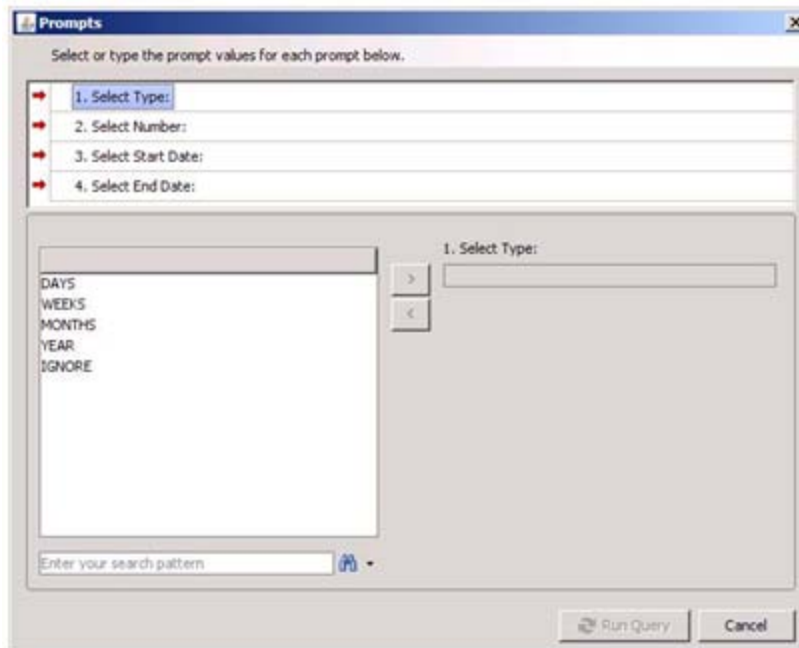 Prompts
Select or type the prompt values for each prompt below.
1. Select Type:
2. Select Number:
3. Select Start Date:
4. Select End Date:
1. Select Type:
DAYS
WEEKS
MONTHS
YEAR
IGNORE
>
<
Enter your search pattern
Run Query
Cancel